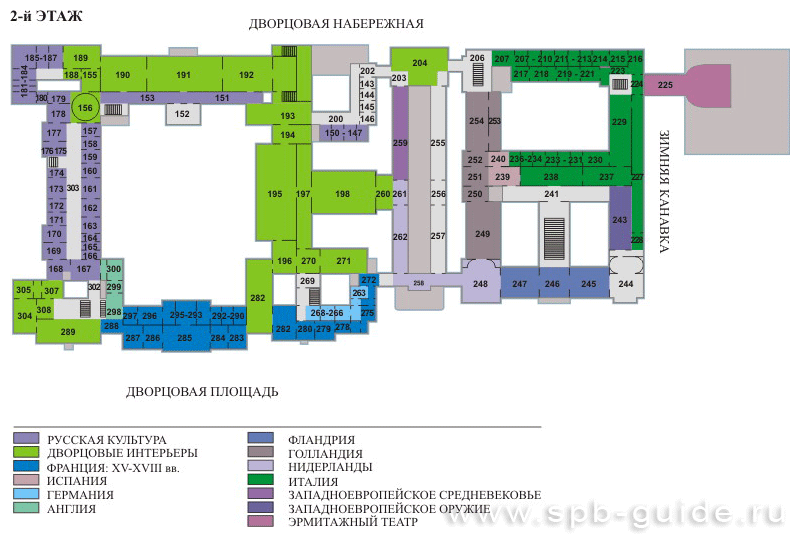 2-й ЭТАЖ
ДВОРЦОВАЯ НАБЕРЕЖНАЯ
185-187 189 204 206 207 207 - 210 211 -213 214 215 216
188 155 190 191 192 202 203 217 218 219 - 221 223
181-184 143 224 225
180 179 153 151 144
156 145
178 152 193 200 146 254 253 229
177 157 194 150 - 147 259 255
158
176 175 159 252 240 236-234 233 - 231 230
174 303 160 251 239 238 237 227
173 161 195 197 198 260 261 256 250 241
172 162
171 163 243
170 164 262 257 249 228
169 165
166
168 167 300 196 270 271
305 307 302 299 269 272 258 248 247 246 245 244
304 308 298 282 263
297 296 295-293 292-290 268-266 275
289 288 287 286 285 284 283 282 280 279 278
ЗИМНЯЯ КАНАВКА
ДВОРЦОВАЯ ПЛОЩАДЬ
РУССКАЯ КУЛЬТУРА
ДВОРЦОВЫЕ ИНТЕРЬЕРЫ
ФРАНЦИЯ: XV-XVIII вв.
ИСПАНИЯ
ГЕРМАНИЯ
АНГЛИЯ
ФЛАНДРИЯ
ГОЛЛАНДИЯ
НИДЕРЛАНДЫ
ИТАЛИЯ
ЗАПАДНОЕВРОПЕЙСКОЕ СРЕДНЕВЕКОВЬЕ
ЗАПАДНОЕВРОПЕЙСКОЕ ОРУЖИЕ
ЭРМИТАЖНЫЙ ТЕАТР
www.spb-guide.ru